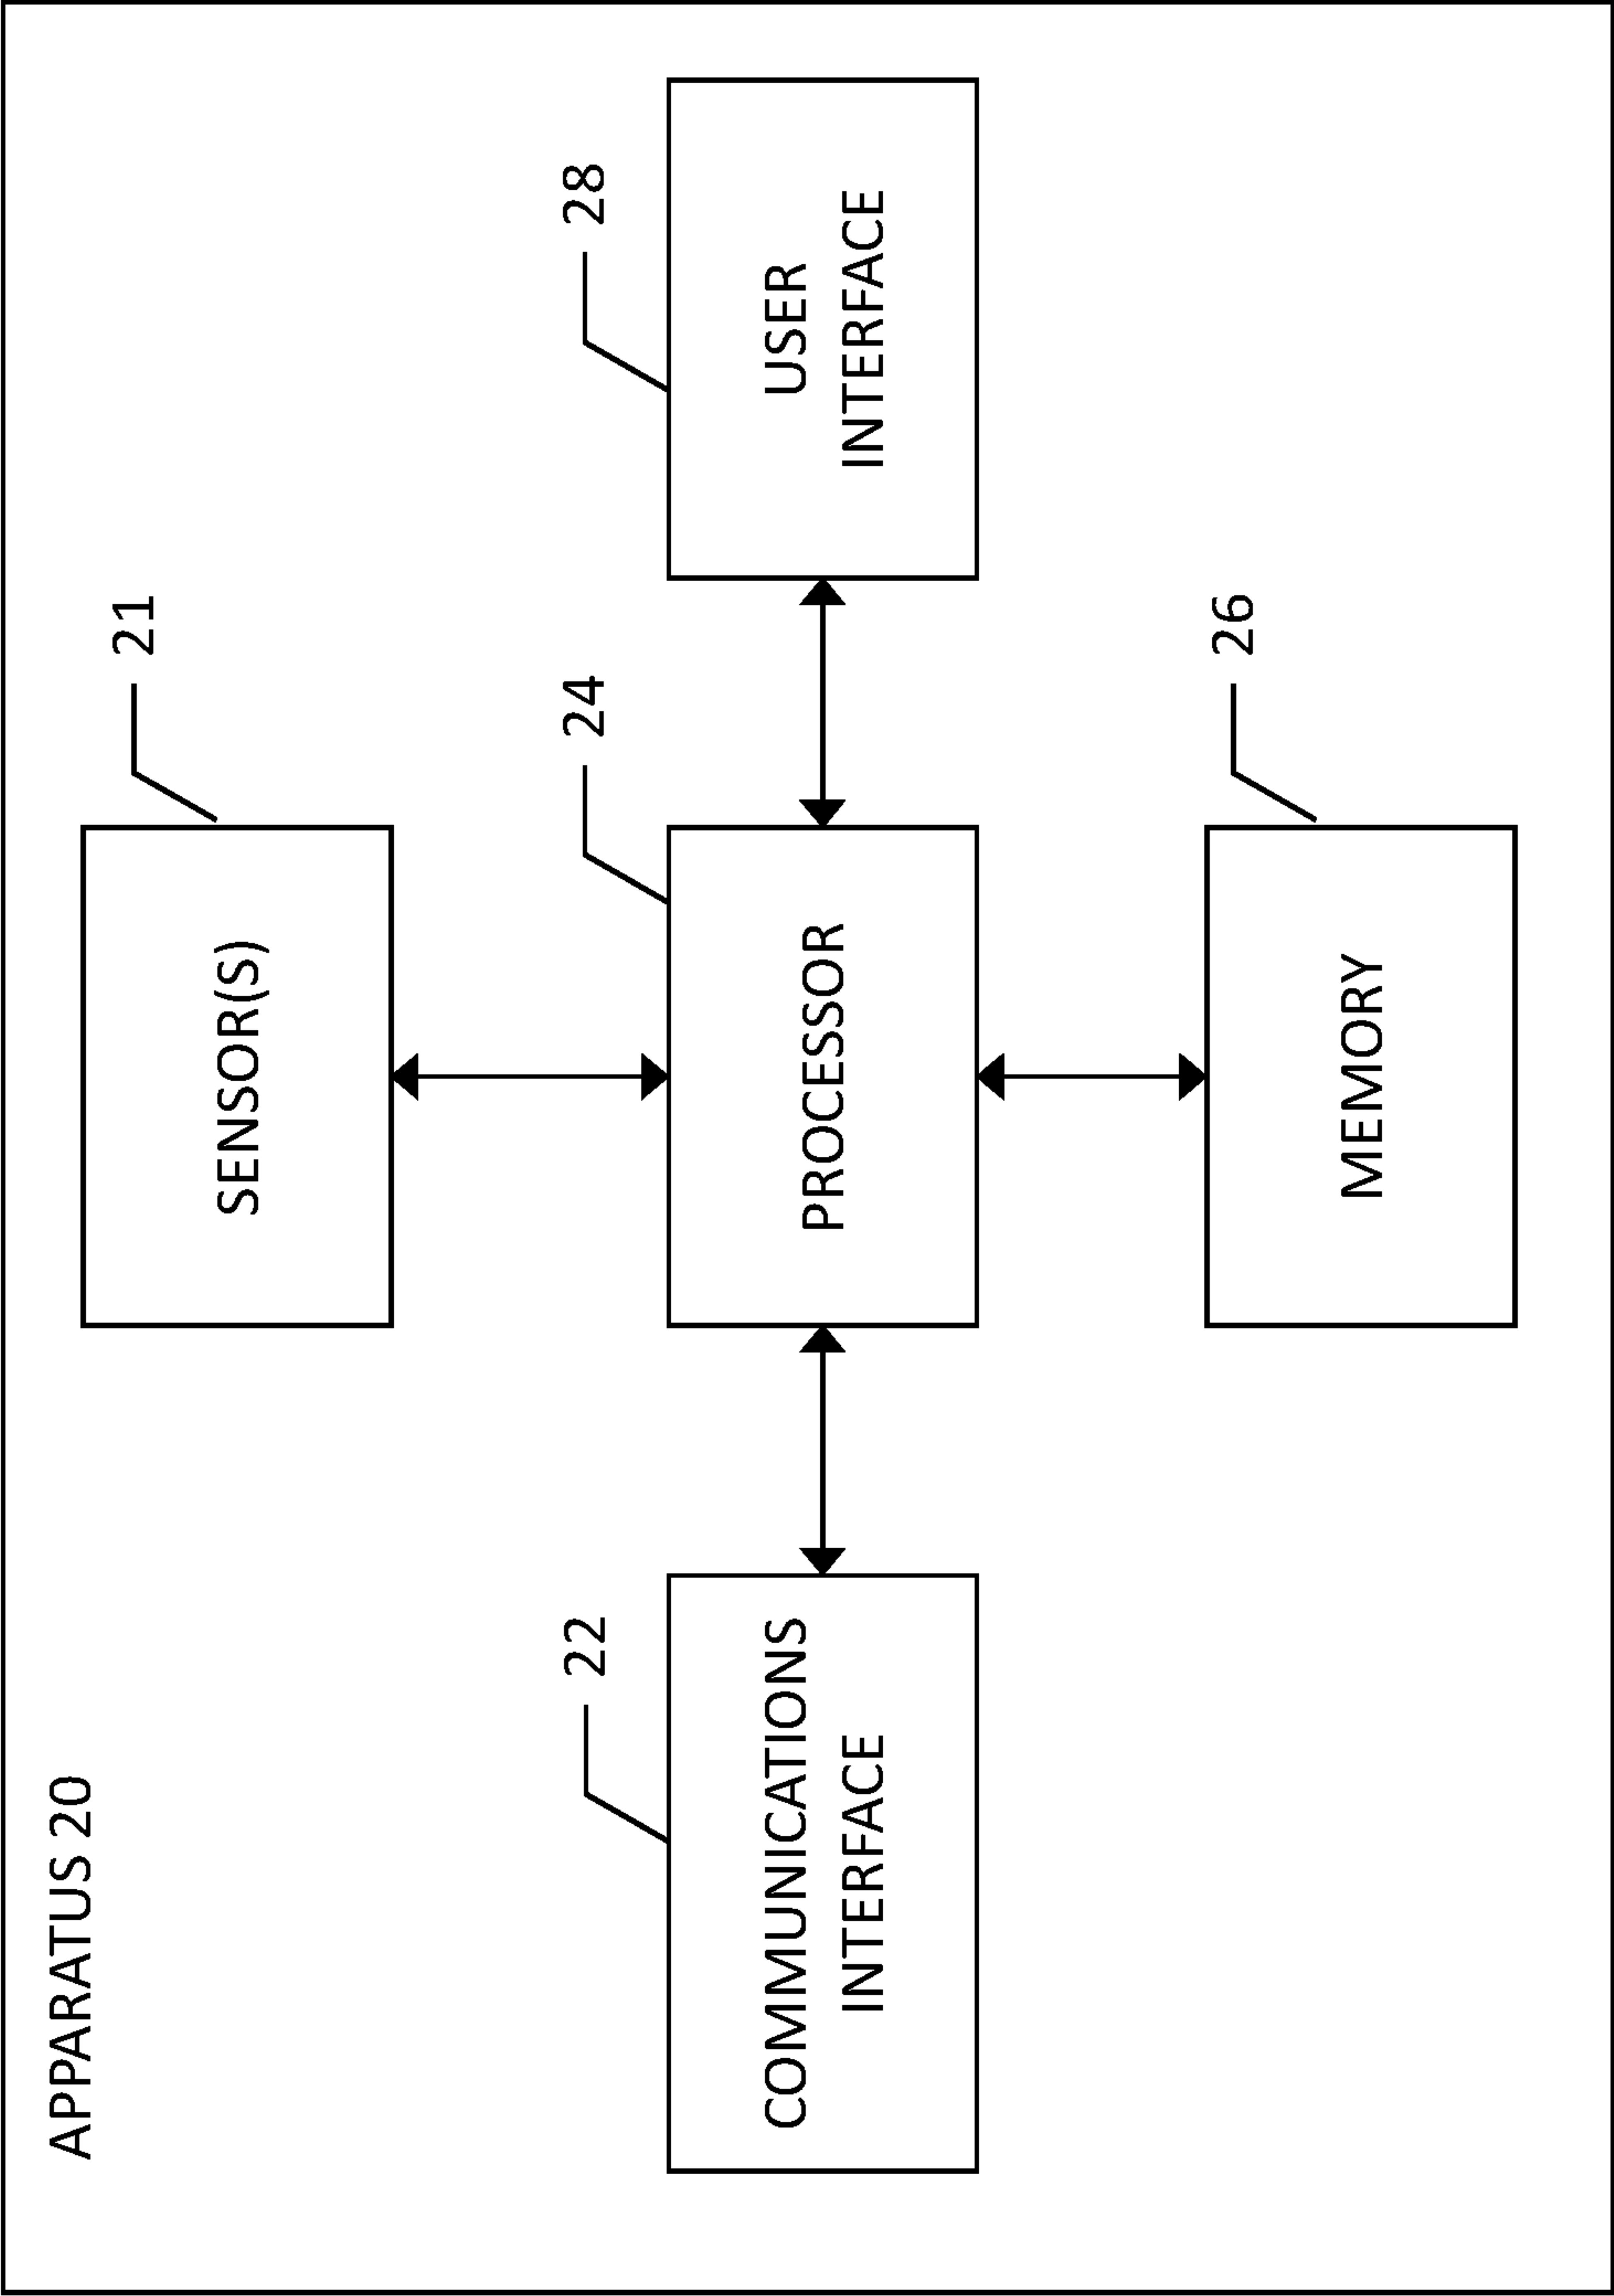 APPARATUS 20
21
SENSOR(S)
22
COMMUNICATIONS
INTERFACE
24
PROCESSOR
28
USER
INTERFACE
26
MEMORY